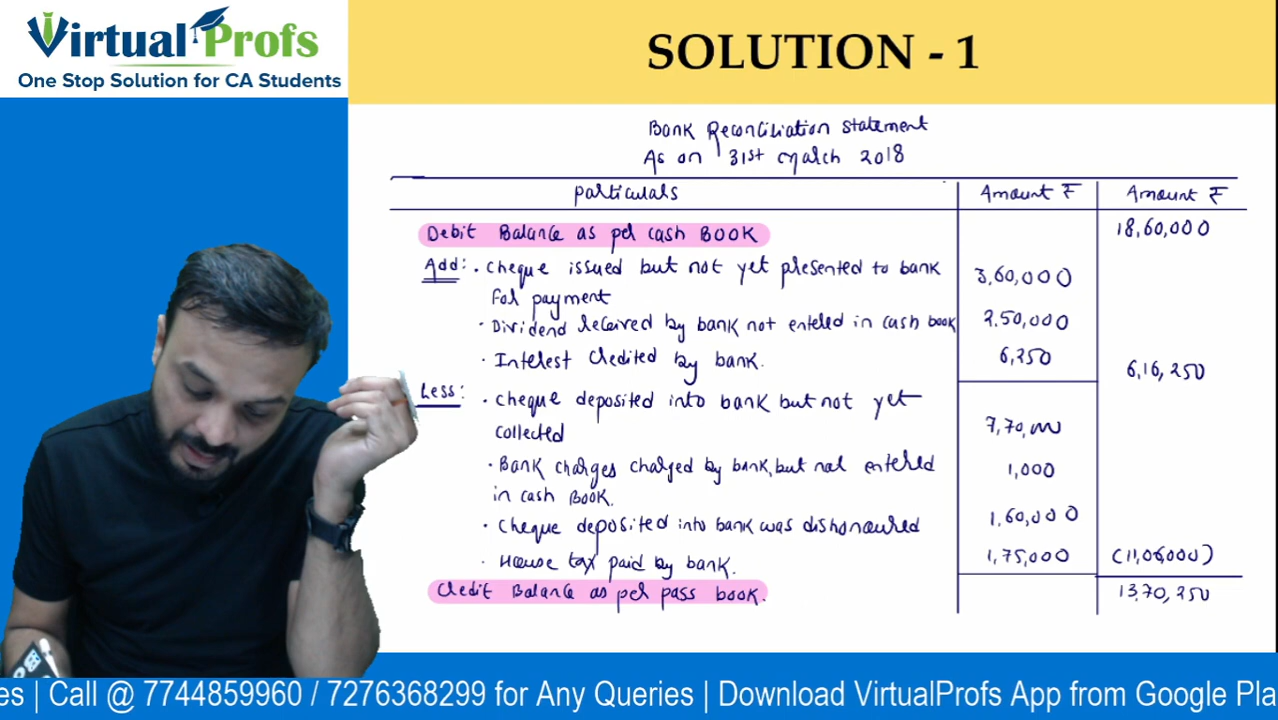 Virtual Profs
One Stop Solution for CA Students
SOLUTION - 1
Bank Reconciliation Statement
As on 31st March 2018
Particulars Amount ₹ Amount ₹
Debit Balance as per cash BOOK 18,60,000
Add: • Cheque issued but not yet presented to bank 3,60,000
for payment
• Dividend received by bank not entered in cash book 2,50,000
• Interest credited by bank. 6,250 6,16,250
Less: • Cheque deposited into bank but not yet
collected 7,70,000
• Bank charges charged by bank, but not entered 1,000
in cash Book.
• Cheque deposited into bank was dishonoured 1,60,000
• House tax paid by bank. 1,75,000 (11,06,000)
Credit Balance as per pass book. 13,70,250
es | Call @ 7744859960 / 7276368299 for Any Queries | Download VirtualProfs App from Google Pla